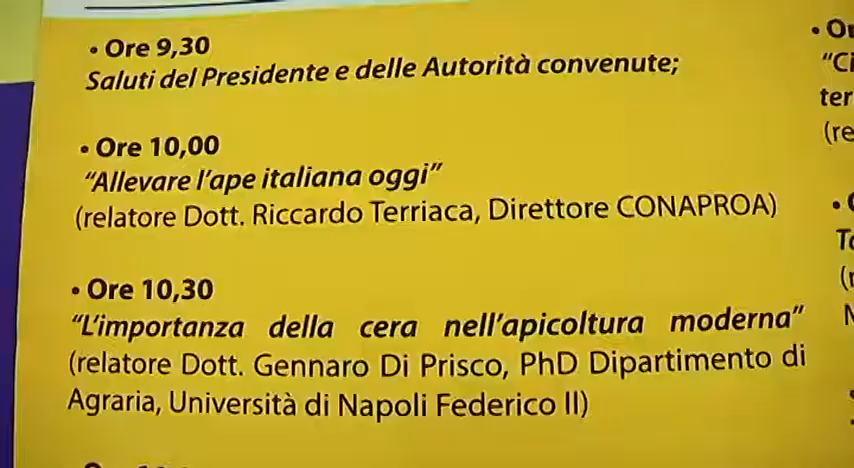 • Ore 9,30
Saluti del Presidente e delle Autorità convenute;
• Ore 10,00
"Allevare l'ape italiana oggi"
(relatore Dott. Riccardo Terriaca, Direttore CONAPROA)
• Ore 10,30
"L'importanza della cera nell'apicoltura moderna"
(relatore Dott. Gennaro Di Prisco, PhD Dipartimento di
Agraria, Università di Napoli Federico II)